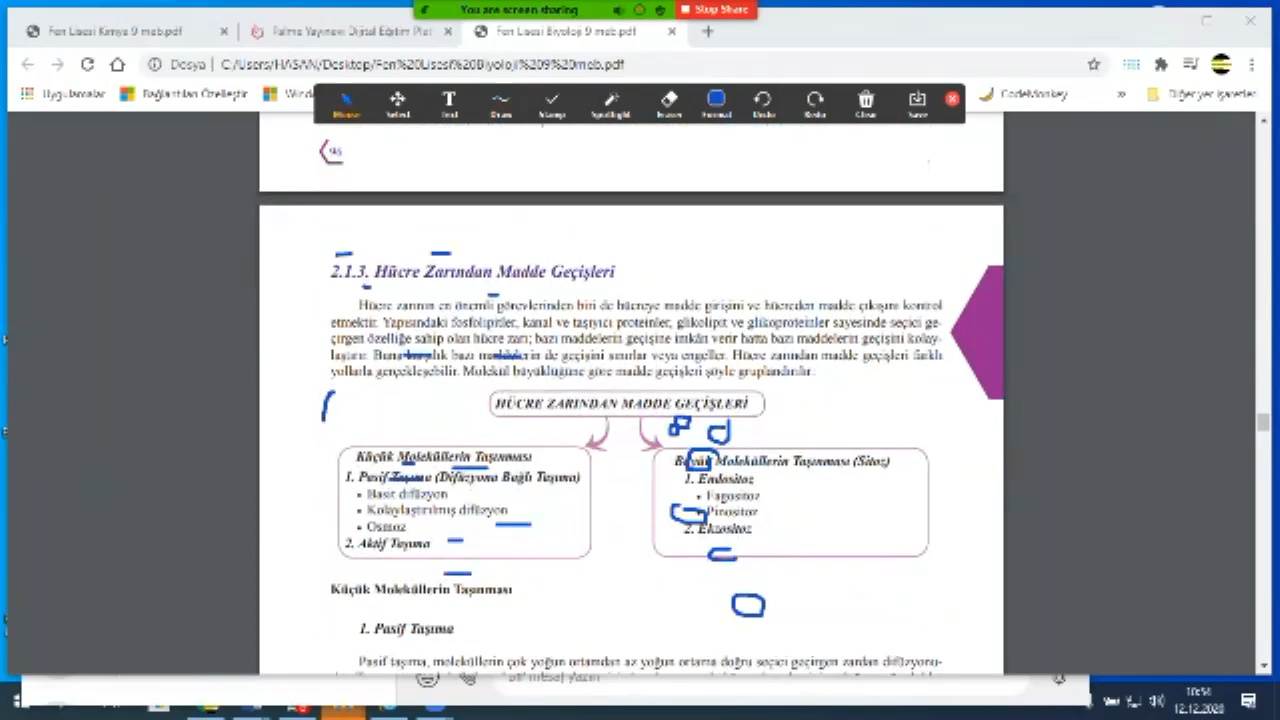 You are screen sharing
Stop Share
Fen Lisesi Kimya 9 meb.pdf
Palme Yayınevi Dijital Eğitim Plat
Fen Lisesi Biyoloji 9 meb.pdf
Dosya | C:/Users/HASAN/Desktop/Fen%20Lisesi%20Biyoloji%209%20meb.pdf
Uygulamalar
Bağlantıları Özelleştir
Wind
CodeMonkey
»
Diğer yer işaretleri
Mouse Select Text Draw Stamp Spotlight Eraser Format Undo Redo Clear Save
2.1.3. Hücre Zarından Madde Geçişleri
Hücre zarının en önemli görevlerinden biri de hücreye madde girişini ve hücreden madde çıkışını kontrol
etmektir. Yapısındaki fosfolipitler, kanal ve taşıyıcı proteinler, glikolipit ve glikoproteinler sayesinde seçici ge-
çirgen özelliğe sahip olan hücre zarı; bazı maddelerin geçişine imkân verir hatta bazı maddelerin geçişini kolay-
laştırır. Buna karşılık bazı maddelerin de geçişini sınırlar veya engeller. Hücre zarından madde geçişleri farklı
yollarla gerçekleşebilir. Molekül büyüklüğüne göre madde geçişleri şöyle gruplandırılır:
HÜCRE ZARINDAN MADDE GEÇİŞLERİ
Küçük Moleküllerin Taşınması
1. Pasif Taşıma (Difüzyona Bağlı Taşıma)
• Basit difüzyon
• Kolaylaştırılmış difüzyon
• Osmoz
2. Aktif Taşıma
Büyük Moleküllerin Taşınması (Sitoz)
1. Endositoz
• Fagositoz
• Pinositoz
2. Ekzositoz
Küçük Moleküllerin Taşınması
1. Pasif Taşıma
Pasif taşıma, moleküllerin çok yoğun ortamdan az yoğun ortama doğru seçici geçirgen zardan difüzyonu-
12.12.2020